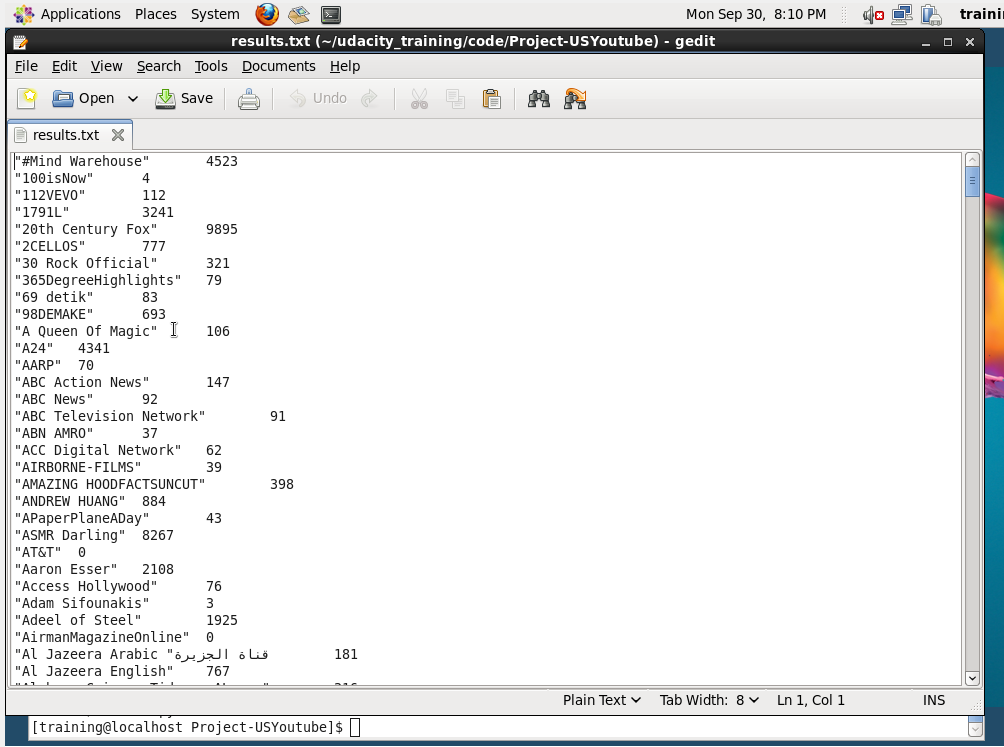 Applications Places System Mon Sep 30, 8:10 PM traini
results.txt (~/udacity_training/code/Project-USYoutube) - gedit
File Edit View Search Tools Documents Help
Open Save Undo
results.txt
"#Mind Warehouse" 4523
"100isNow" 4
"112VEVO" 112
"1791L" 3241
"20th Century Fox" 9895
"2CELLOS" 777
"30 Rock Official" 321
"365DegreeHighlights" 79
"69 detik" 83
"98DEMAKE" 693
"A Queen Of Magic" 106
"A24" 4341
"AARP" 70
"ABC Action News" 147
"ABC News" 92
"ABC Television Network" 91
"ABN AMRO" 37
"ACC Digital Network" 62
"AIRBORNE-FILMS" 39
"AMAZING HOODFACTSUNCUT" 398
"ANDREW HUANG" 884
"APaperPlaneADay" 43
"ASMR Darling" 8267
"AT&T" 0
"Aaron Esser" 2108
"Access Hollywood" 76
"Adam Sifounakis" 3
"Adeel of Steel" 1925
"AirmanMagazineOnline" 0
"Al Jazeera Arabic قناة الجزيرة" 181
"Al Jazeera English" 767
Plain Text Tab Width: 8 Ln 1, Col 1 INS
[training@localhost Project-USYoutube]$